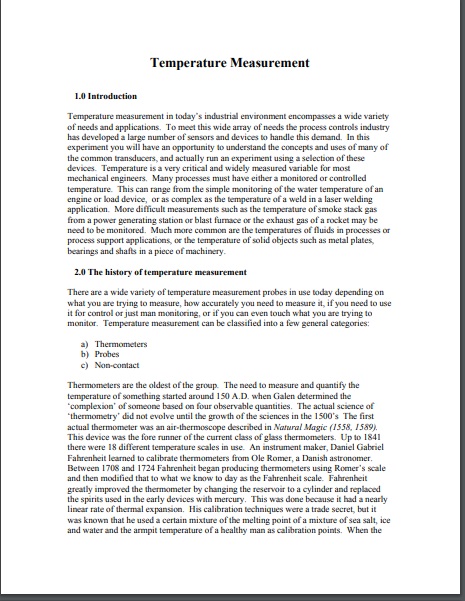 Temperature Measurement
1.0 Introduction
Temperature measurement in today's industrial environment encompasses a wide variety
of needs and applications. To meet this wide array of needs the process controls industry
has developed a large number of sensors and devices to handle this demand. In this
experiment you will have an opportunity to understand the concepts and uses of many of
the common transducers, and actually run an experiment using a selection of these
devices. Temperature is a very critical and widely measured variable for most
mechanical engineers. Many processes must have either a monitored or controlled
temperature. This can range from the simple monitoring of the water temperature of an
engine or load device, or as complex as the temperature of a weld in a laser welding
application. More difficult measurements such as the temperature of smoke stack gas
from a power generating station or blast furnace or the exhaust gas of a rocket may be
need to be monitored. Much more common are the temperatures of fluids in processes or
process support applications, or the temperature of solid objects such as metal plates,
bearings and shafts in a piece of machinery.
2.0 The history of temperature measurement
There are a wide variety of temperature measurement probes in use today depending on
what you are trying to measure, how accurately you need to measure it, if you need to use
it for control or just man monitoring, or if you can even touch what you are trying to
monitor. Temperature measurement can be classified into a few general categories:
a) Thermometers
b) Probes
c) Non-contact
Thermometers are the oldest of the group. The need to measure and quantify the
temperature of something started around 150 A.D. when Galen determined the
'complexion' of someone based on four observable quantities. The actual science of
'thermometry' did not evolve until the growth of the sciences in the 1500's The first
actual thermometer was an air-thermoscope described in Natural Magic (1558, 1589).
This device was the fore runner of the current class of glass thermometers. Up to 1841
there were 18 different temperature scales in use. An instrument maker, Daniel Gabriel
Fahrenheit learned to calibrate thermometers from Ole Romer, a Danish astronomer.
Between 1708 and 1724 Fahrenheit began producing thermometers using Romer's scale
and then modified that to what we know to day as the Fahrenheit scale. Fahrenheit
greatly improved the thermometer by changing the reservoir to a cylinder and replaced
the spirits used in the early devices with mercury. This was done because it had a nearly
linear rate of thermal expansion. His calibration techniques were a trade secret, but it
was known that he used a certain mixture of the melting point of a mixture of sea salt, ice
and water and the armpit temperature of a healthy man as calibration points. When the